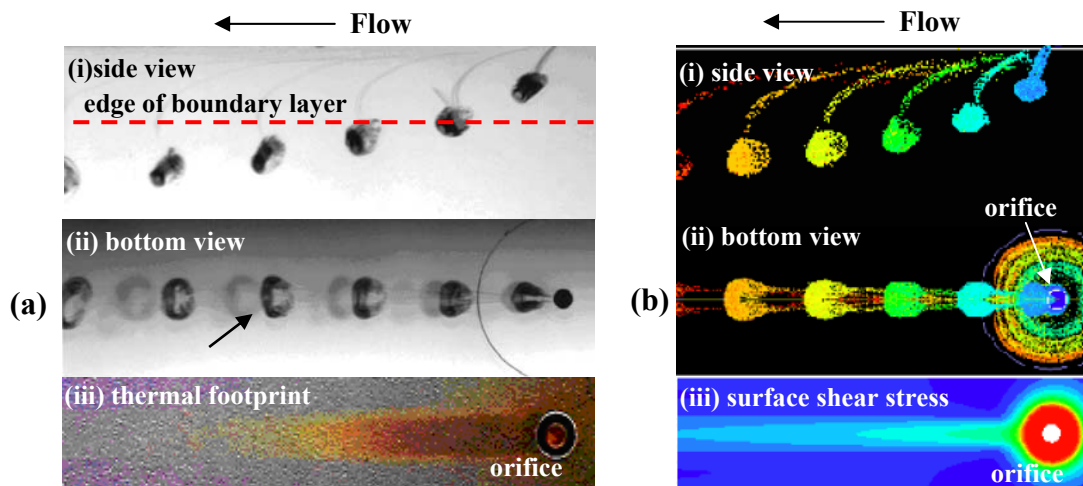 Flow
(i)side view
edge of boundary layer
(ii) bottom view
(a)
(iii) thermal footprint
orifice
Flow
(i) side view
orifice
(ii) bottom view
(b)
(iii) surface shear stress
orifice